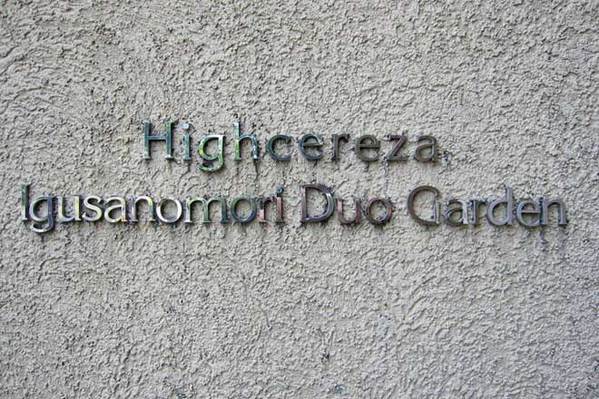 Highcereza
Igusanomori Duo Garden